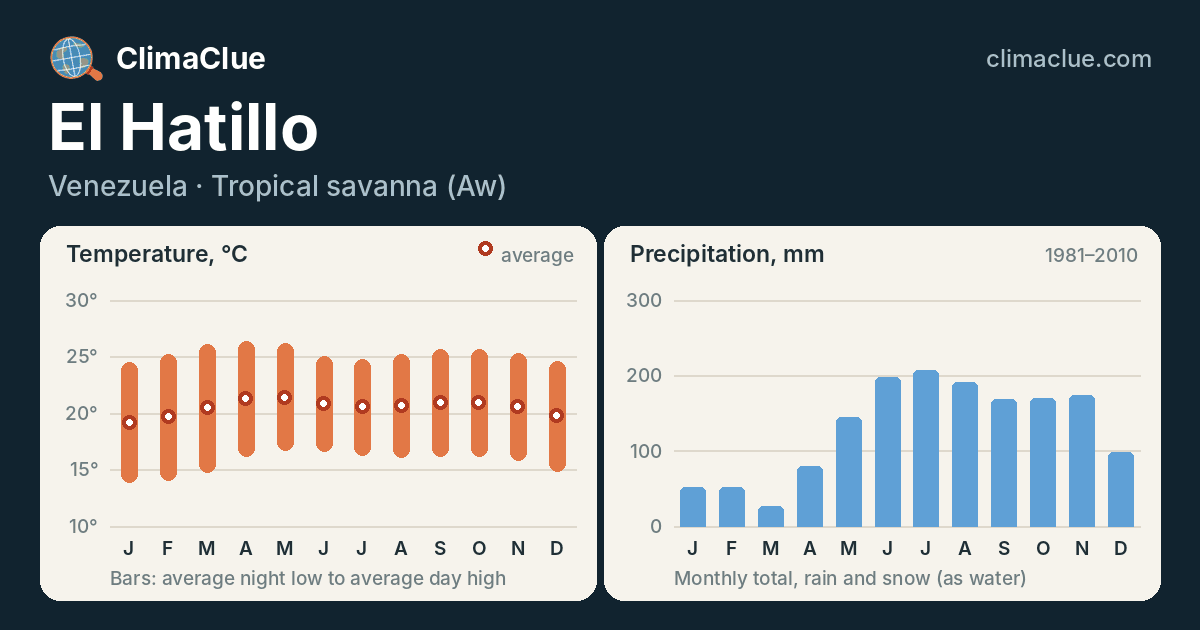 ClimaClue
climaclue.com
El Hatillo
Venezuela · Tropical savanna (Aw)
Temperature, °C
average
30°
25°
20°
15°
10°
J F M A M J J A S O N D
Bars: average night low to average day high
Precipitation, mm
1981–2010
300
200
100
0
J F M A M J J A S O N D
Monthly total, rain and snow (as water)